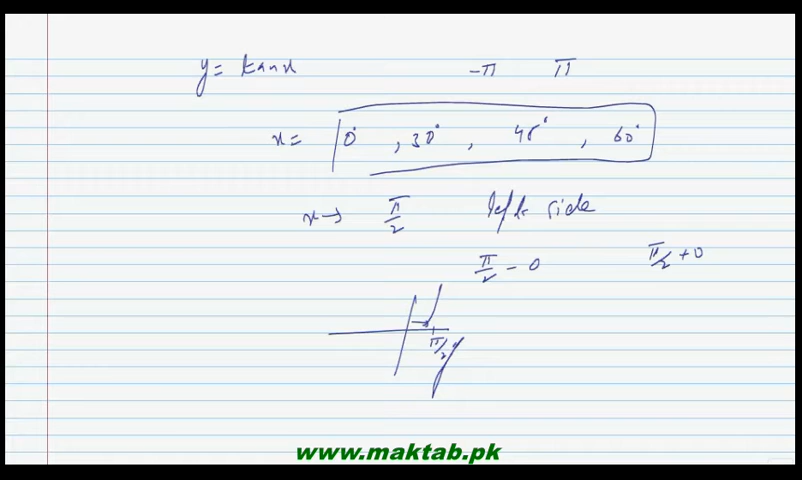 y = tan x -π π
x = 0° , 30° , 45° , 60°
x → π/2 left side
π/2 - 0 π/2 + 0
π/2
www.maktab.pk